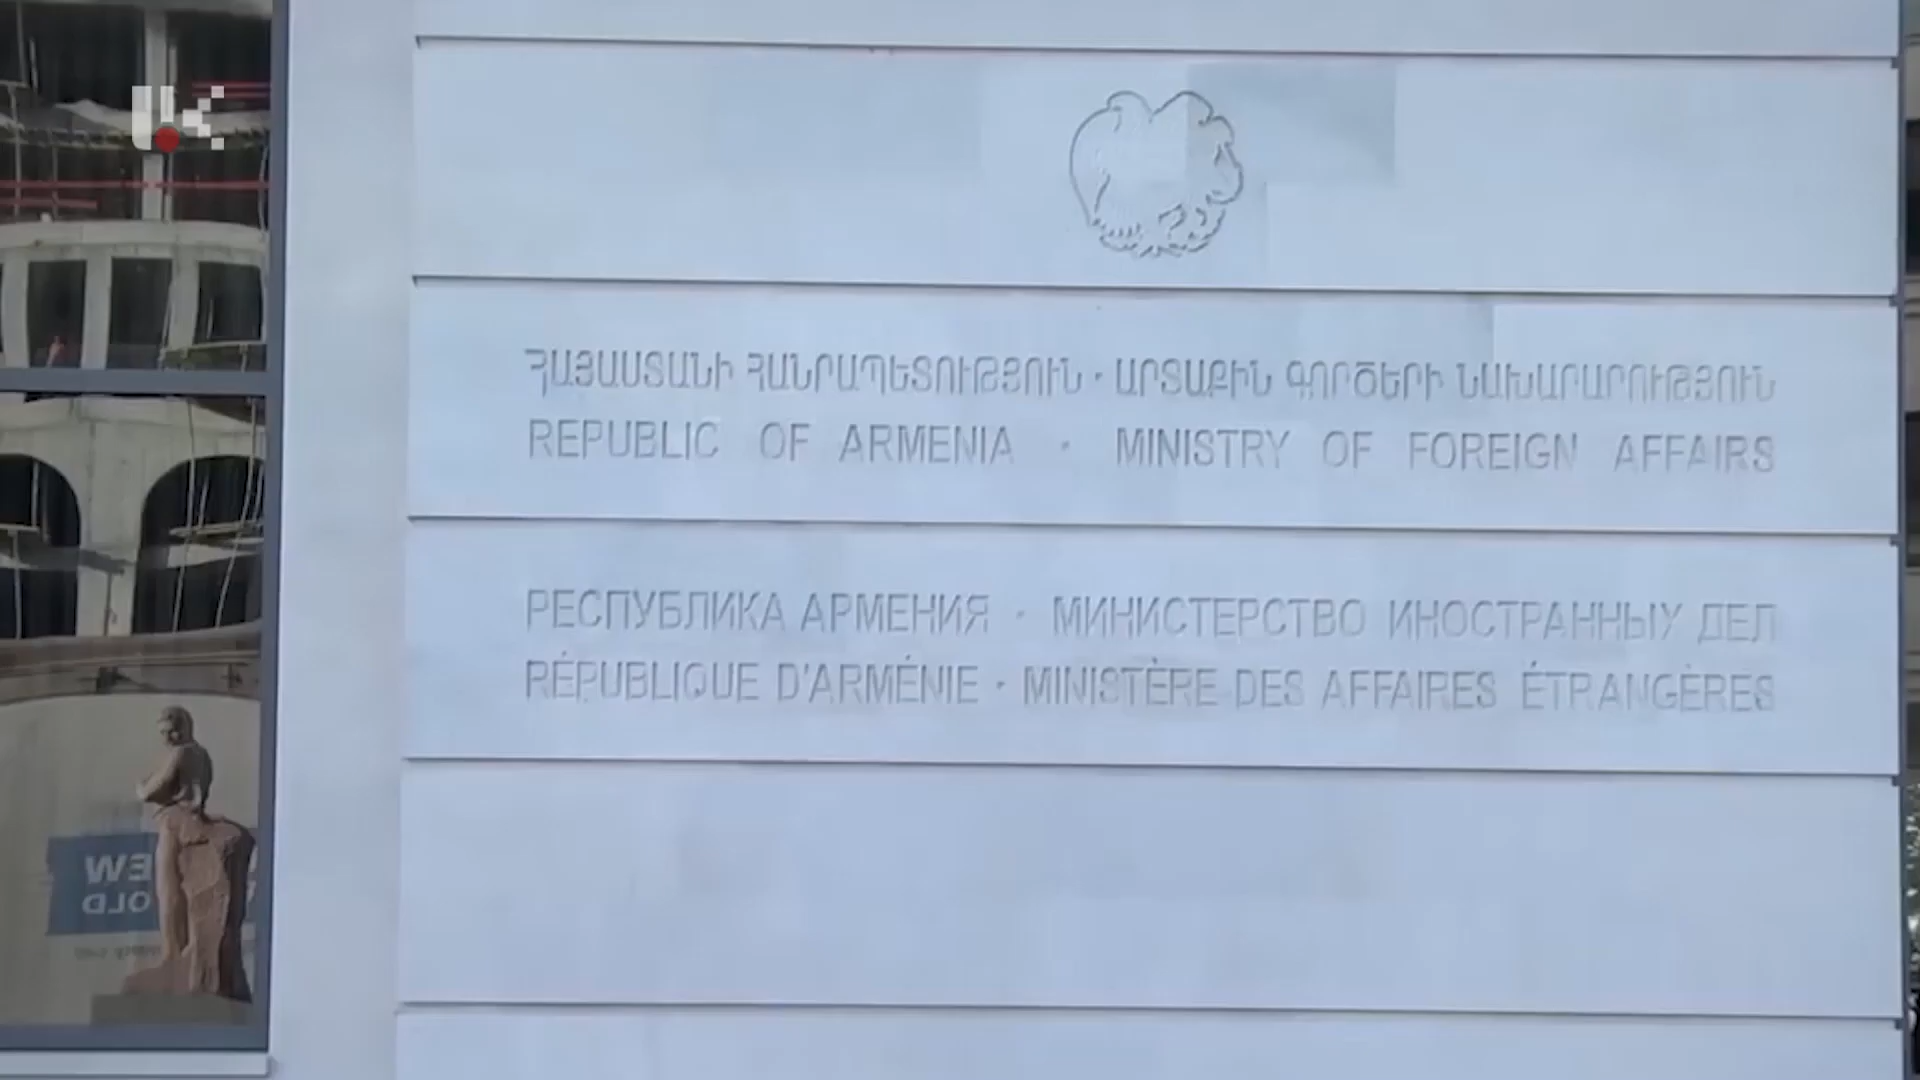 ՀԱՅԱՍՏԱՆԻ ՀԱՆՐԱՊԵՏՈՒԹՅՈՒՆ · ԱՐՏԱՔԻՆ ԳՈՐԾԵՐԻ ՆԱԽԱՐԱՐՈՒԹՅՈՒՆ
REPUBLIC OF ARMENIA · MINISTRY OF FOREIGN AFFAIRS
РЕСПУБЛИКА АРМЕНИЯ · МИНИСТЕРСТВО ИНОСТРАННЫХ ДЕЛ
RÉPUBLIQUE D'ARMÉNIE · MINISTÈRE DES AFFAIRES ÉTRANGÈRES